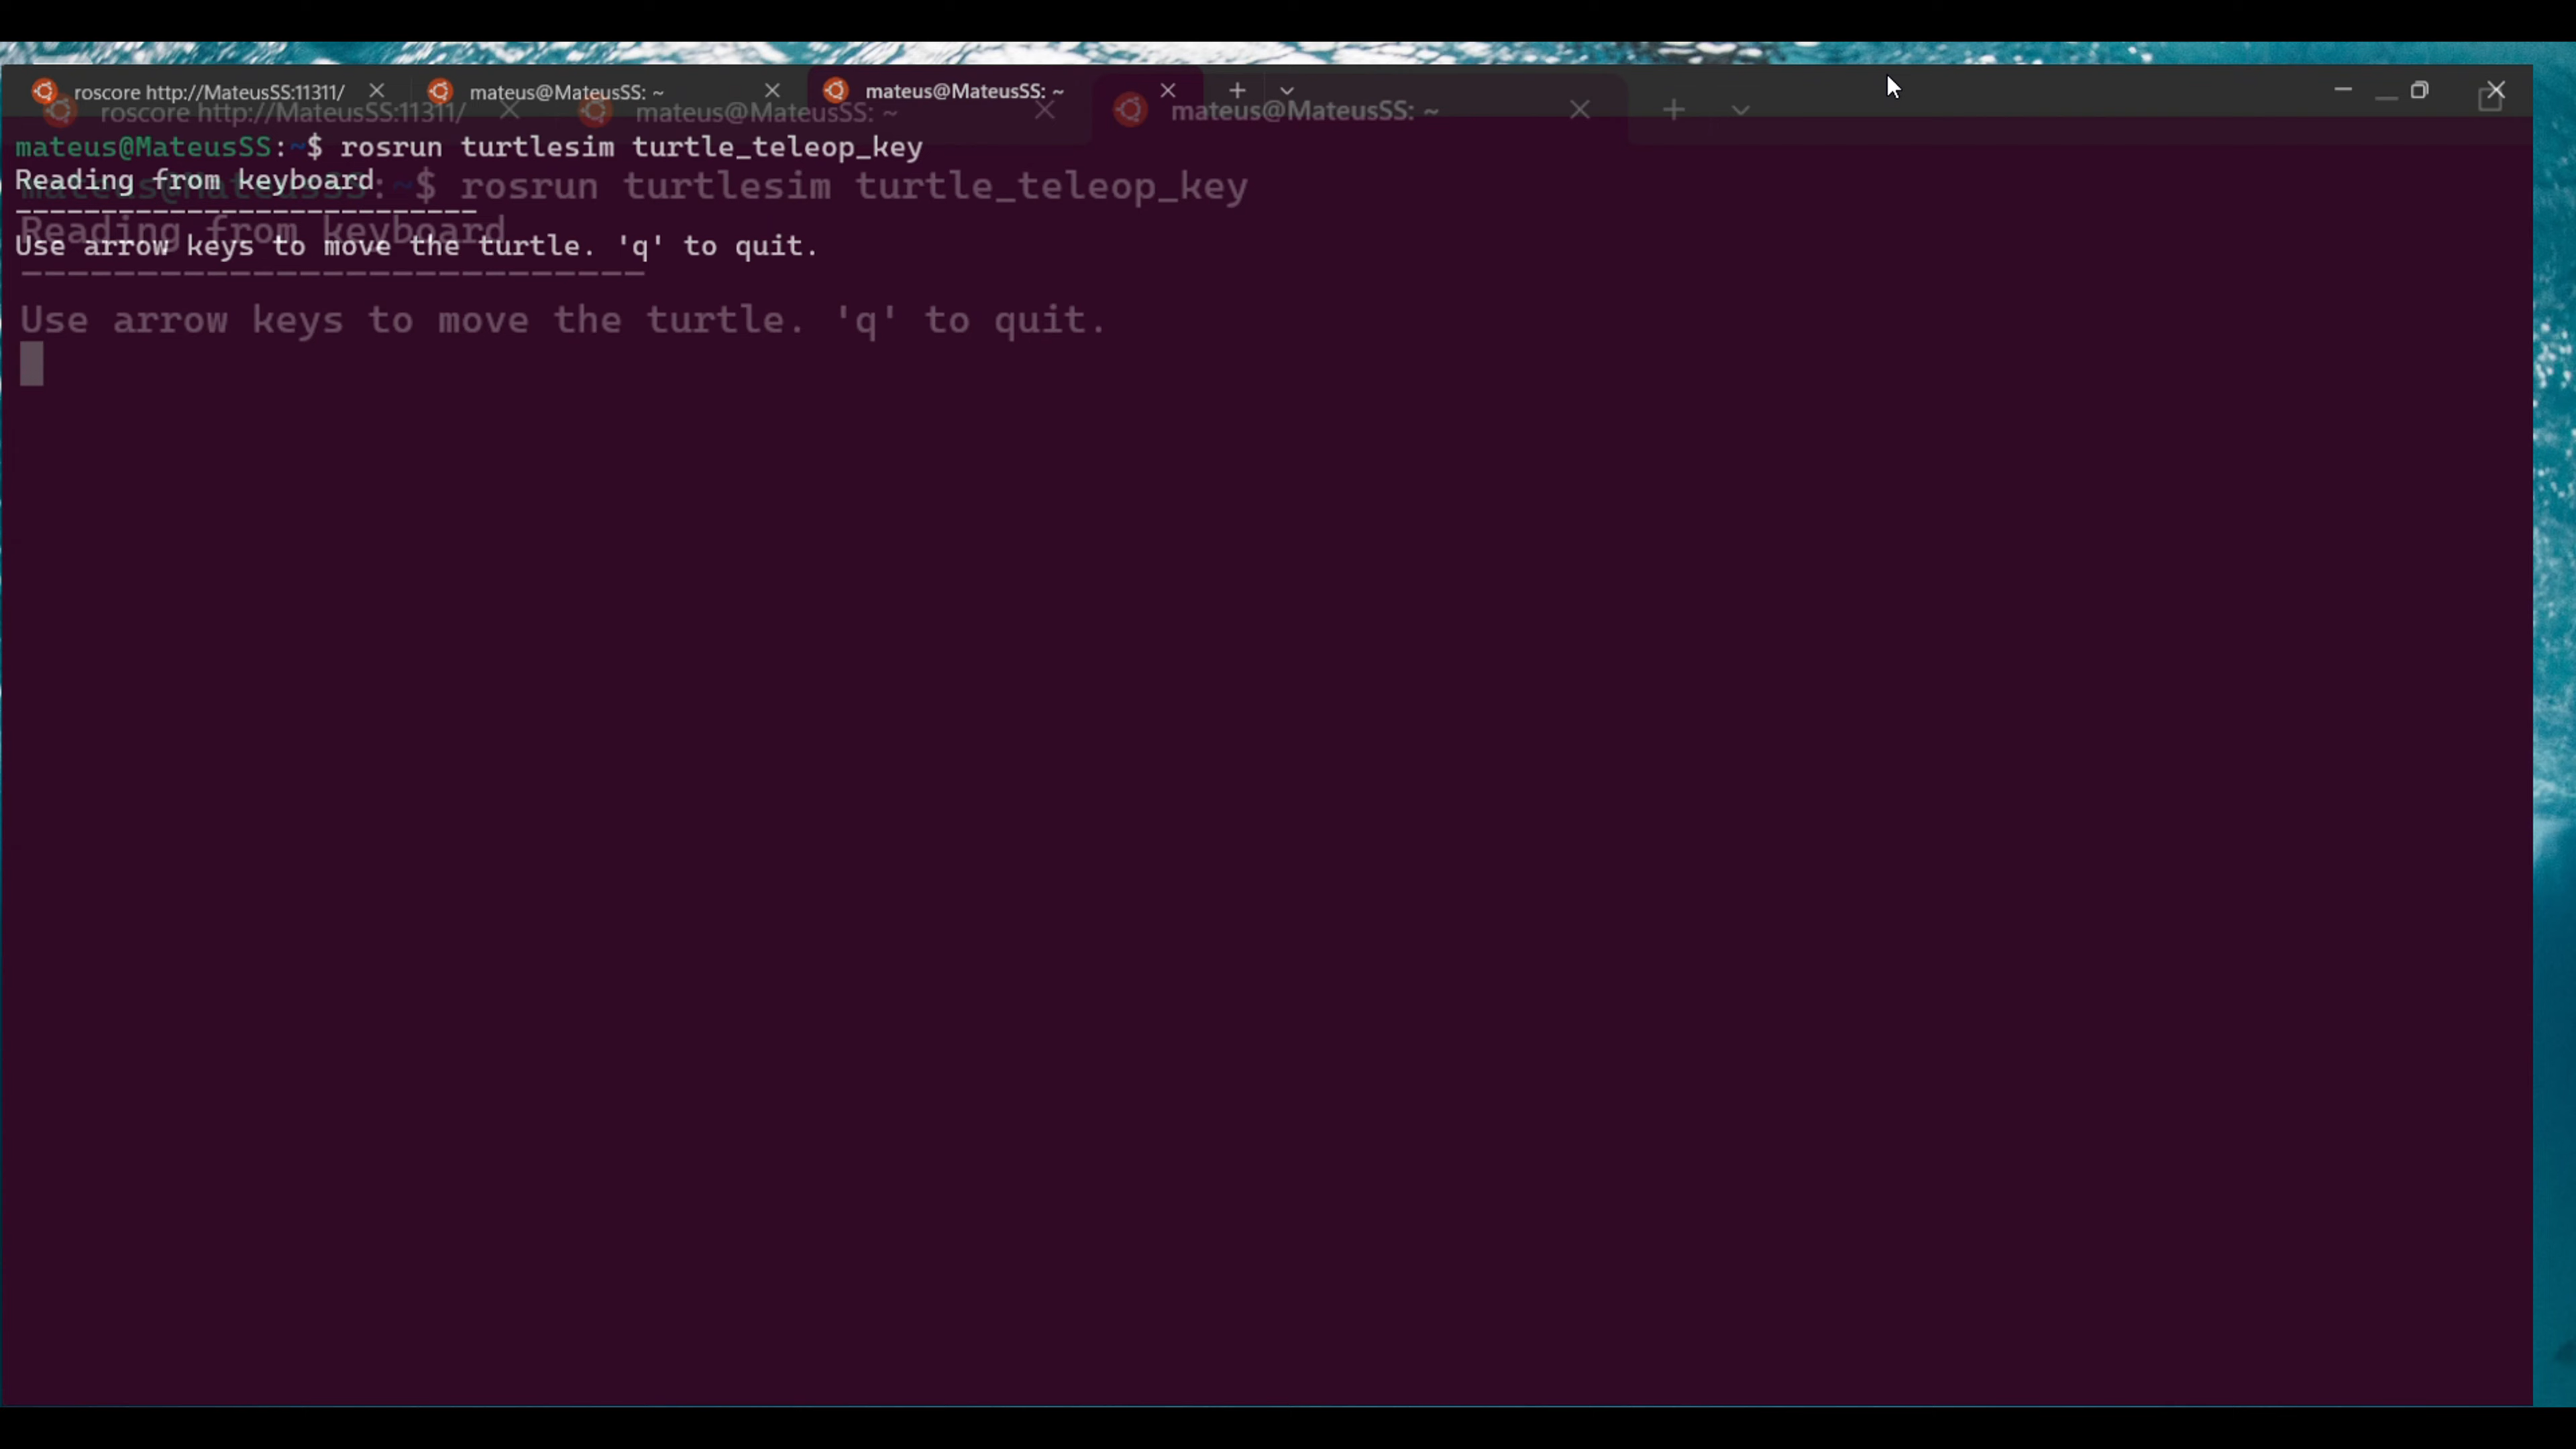 roscore http://MateusSS:11311/ mateus@MateusSS: ~ mateus@MateusSS: ~
roscore http://MateusSS:11311/ mateus@MateusSS: ~ mateus@MateusSS: ~
mateus@MateusSS:~$ rosrun turtlesim turtle_teleop_key
Reading from keyboard
---------------------------
Use arrow keys to move the turtle. 'q' to quit.
mateus@MateusSS:~$ rosrun turtlesim turtle_teleop_key
Reading from keyboard
---------------------------
Use arrow keys to move the turtle. 'q' to quit.